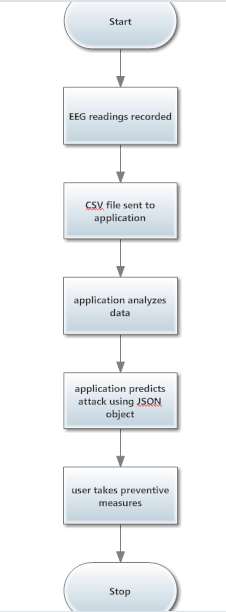 Start
EEG readings recorded
CSV file sent to
application
application analyzes
data
application predicts
attack using JSON
object
user takes preventive
measures
Stop